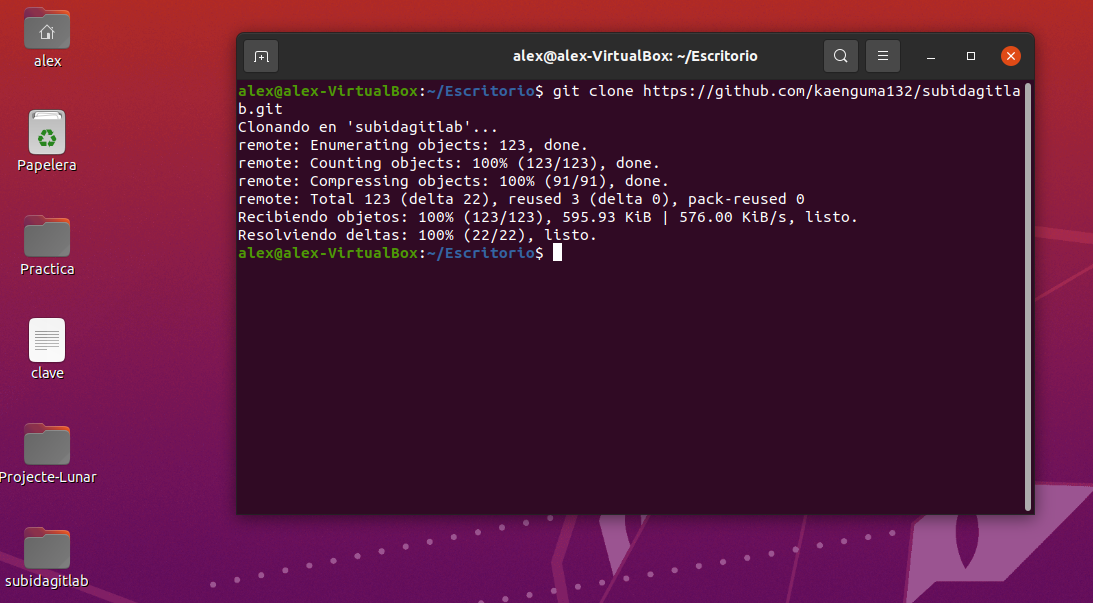 alex
Papelera
Practica
clave
Projecte-Lunar
subidagitlab
alex@alex-VirtualBox: ~/Escritorio
alex@alex-VirtualBox:~/Escritorio$ git clone https://github.com/kaenguma132/subidagitla
b.git
Clonando en 'subidagitlab'...
remote: Enumerating objects: 123, done.
remote: Counting objects: 100% (123/123), done.
remote: Compressing objects: 100% (91/91), done.
remote: Total 123 (delta 22), reused 3 (delta 0), pack-reused 0
Recibiendo objetos: 100% (123/123), 595.93 KiB | 576.00 KiB/s, listo.
Resolviendo deltas: 100% (22/22), listo.
alex@alex-VirtualBox:~/Escritorio$